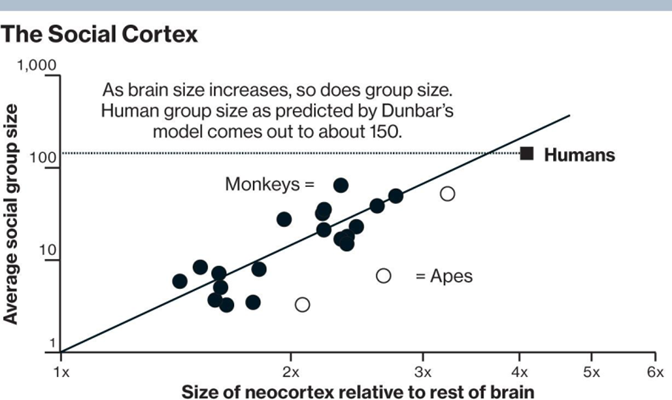 The Social Cortex
1,000
As brain size increases, so does group size.
Human group size as predicted by Dunbar's
model comes out to about 150.
Average social group size
100
Humans
Monkeys =
10
= Apes
1
1x
2x
3x
4x
5x
6x
Size of neocortex relative to rest of brain